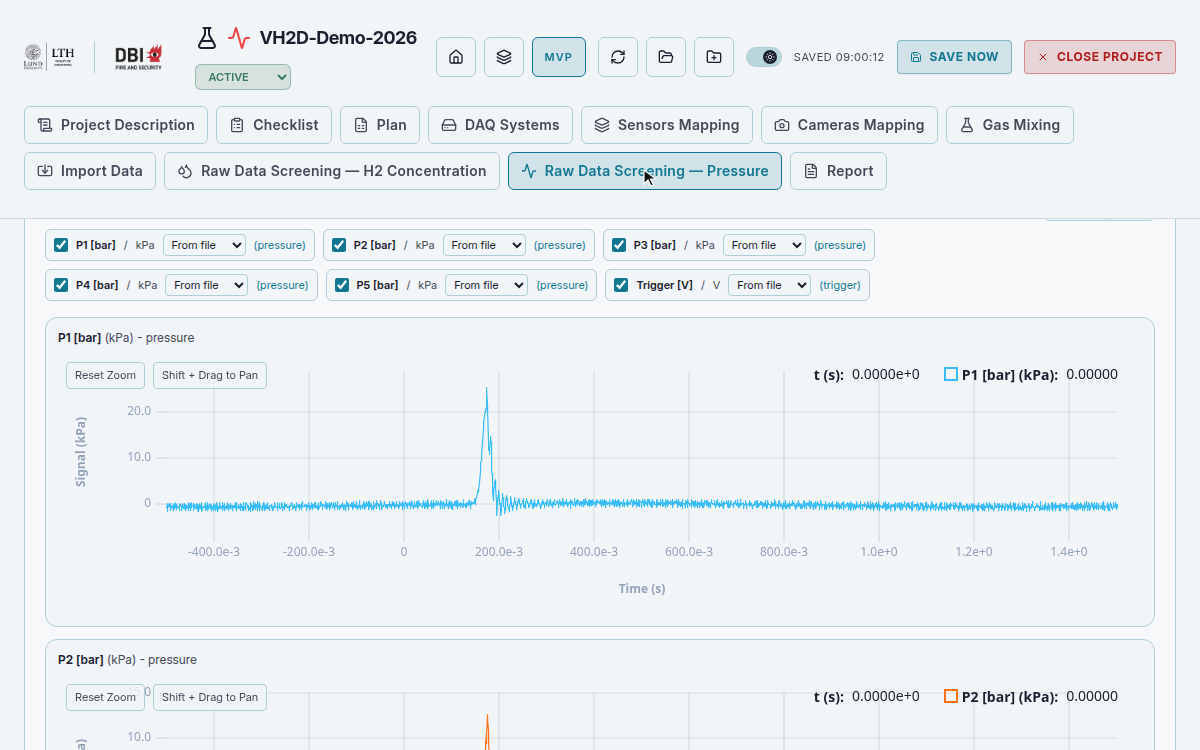 LUND
UNIVERSITY
LTH
FACULTY OF
ENGINEERING
DBI
FIRE AND SECURITY
VH2D-Demo-2026
ACTIVE
MVP
SAVED 09:00:12
SAVE NOW
CLOSE PROJECT
Project Description
Checklist
Plan
DAQ Systems
Sensors Mapping
Cameras Mapping
Gas Mixing
Import Data
Raw Data Screening — H2 Concentration
Raw Data Screening — Pressure
Report
P1 [bar] / kPa From file (pressure)
P2 [bar] / kPa From file (pressure)
P3 [bar] / kPa From file (pressure)
P4 [bar] / kPa From file (pressure)
P5 [bar] / kPa From file (pressure)
Trigger [V] / V From file (trigger)
P1 [bar] (kPa) - pressure
Reset Zoom
Shift + Drag to Pan
t (s): 0.0000e+0
P1 [bar] (kPa): 0.00000
Signal (kPa)
20.0
10.0
0
-400.0e-3 -200.0e-3 0 200.0e-3 400.0e-3 600.0e-3 800.0e-3 1.0e+0 1.2e+0 1.4e+0
Time (s)
P2 [bar] (kPa) - pressure
Reset Zoom
Shift + Drag to Pan
t (s): 0.0000e+0
P2 [bar] (kPa): 0.00000
10.0